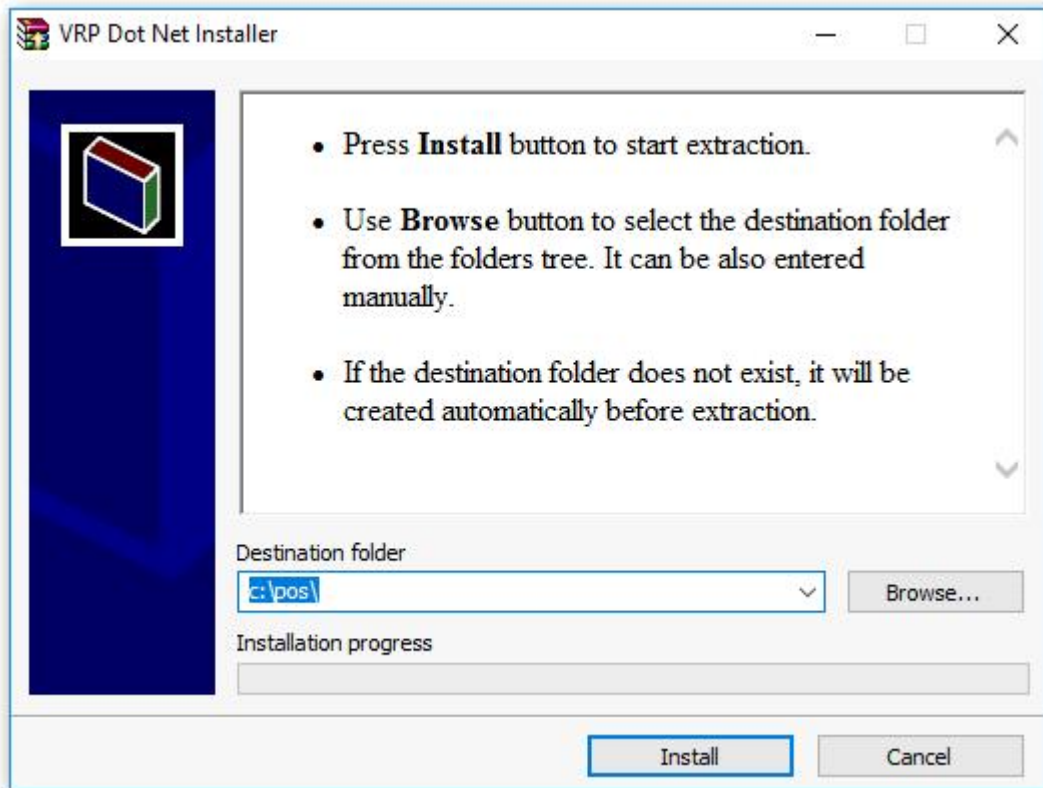 VRP Dot Net Installer
• Press Install button to start extraction.
• Use Browse button to select the destination folder
from the folders tree. It can be also entered
manually.
• If the destination folder does not exist, it will be
created automatically before extraction.
Destination folder
c:\pos\
Browse...
Installation progress
Install
Cancel